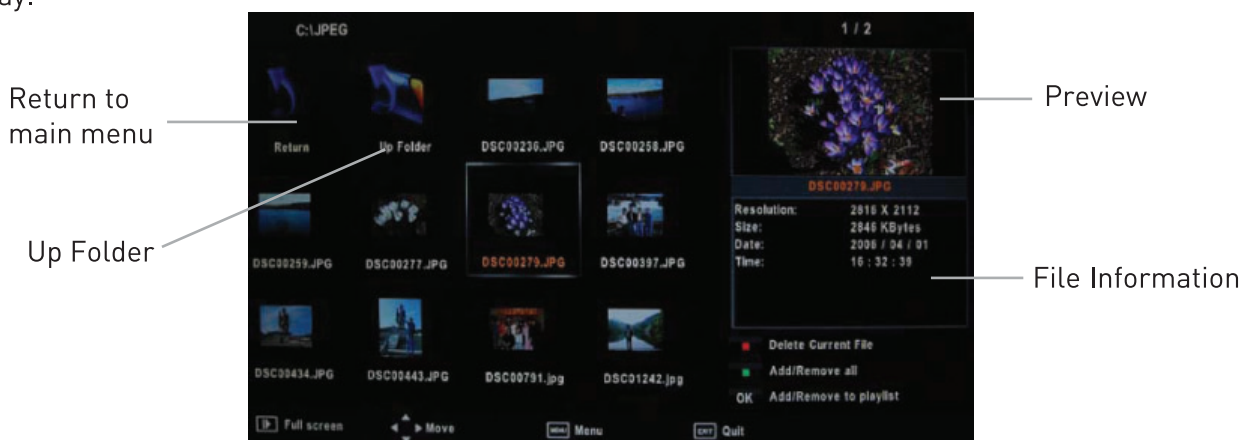 C:\JPEG
1 / 2
Return to
main menu
Preview
Return
Up Folder
DSC00236.JPG
DSC00258.JPG
DSC00279.JPG
Resolution: 2816 X 2112
Size: 2846 KBytes
Date: 2006 / 04 / 01
Time: 16 : 32 : 39
Up Folder
DSC00259.JPG
DSC00277.JPG
DSC00279.JPG
DSC00397.JPG
File Information
Delete Current File
Add/Remove all
DSC00434.JPG
DSC00443.JPG
DSC00791.jpg
DSC01242.jpg
OK Add/Remove to playlist
Full screen
Move
MENU Menu
EXIT Quit